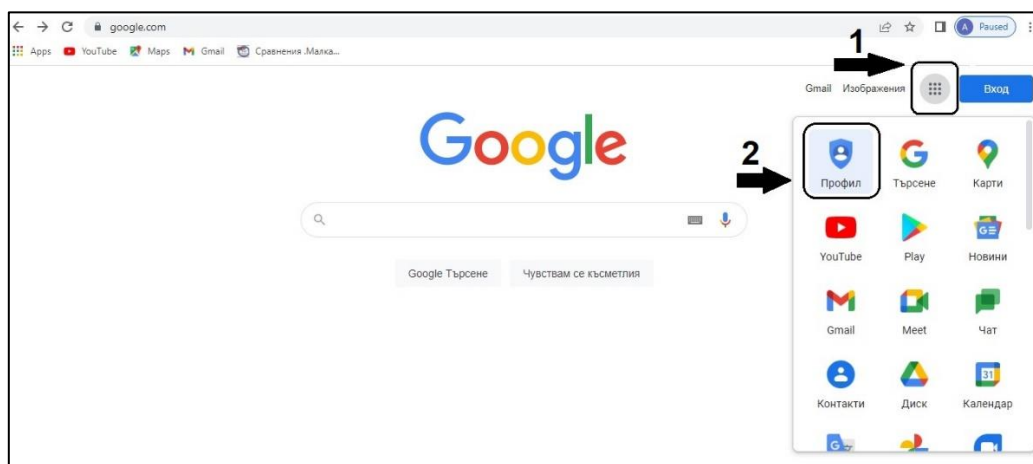 google.com
A Paused
Apps YouTube Maps Gmail Сравнения .Малка...
1
Gmail Изображения Вход
Google
2
Профил Търсене Карти
YouTube Play Новини
Google Търсене Чувствам се късметлия
Gmail Meet Чат
31
Контакти Диск Календар